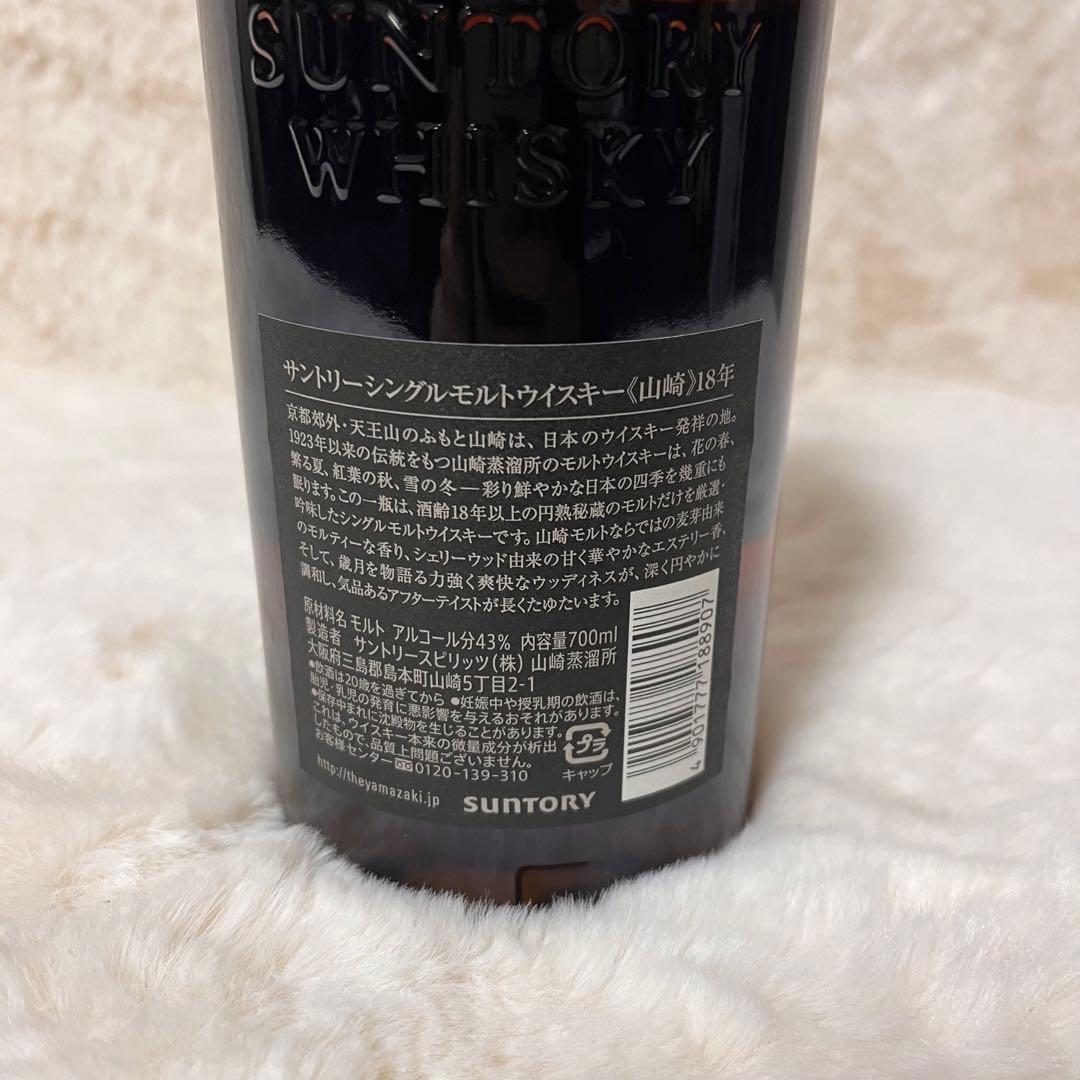 SUNTORY
WHISKY
サントリーシングルモルトウイスキー《山崎》18年
京都郊外・天王山のふもと山崎は、日本のウイスキー発祥の地。
1923年以来の伝統をもつ山崎蒸溜所のモルトウイスキーは、花の春、
繁る夏、紅葉の秋、雪の冬―彩り鮮やかな日本の四季を幾重にも
眠ります。この一瓶は、酒齢18年以上の円熟秘蔵のモルトだけを厳選・
吟味したシングルモルトウイスキーです。山崎モルトならではの麦芽由来
のモルティーな香り、シェリーウッド由来の甘く華やかなエステリー香、
そして、歳月を物語る力強く爽快なウッディネスが、深く円やかに
調和し、気品あるアフターテイストが長くたゆたいます。
原材料名 モルト アルコール分43% 内容量700ml
製造者 サントリースピリッツ(株) 山崎蒸溜所
大阪府三島郡島本町山崎5丁目2-1
●飲酒は20歳を過ぎてから ●妊娠中や授乳期の飲酒は、
胎児・乳児の発育に悪影響を与えるおそれがあります。
●保存中まれに沈殿物を生じることがあります。
これは、ウイスキー本来の微量成分が析出
したもので、品質上問題ございません。
お客様センター 0120-139-310
http://theyamazaki.jp
SUNTORY
プラ
キャップ
4 901777 188907